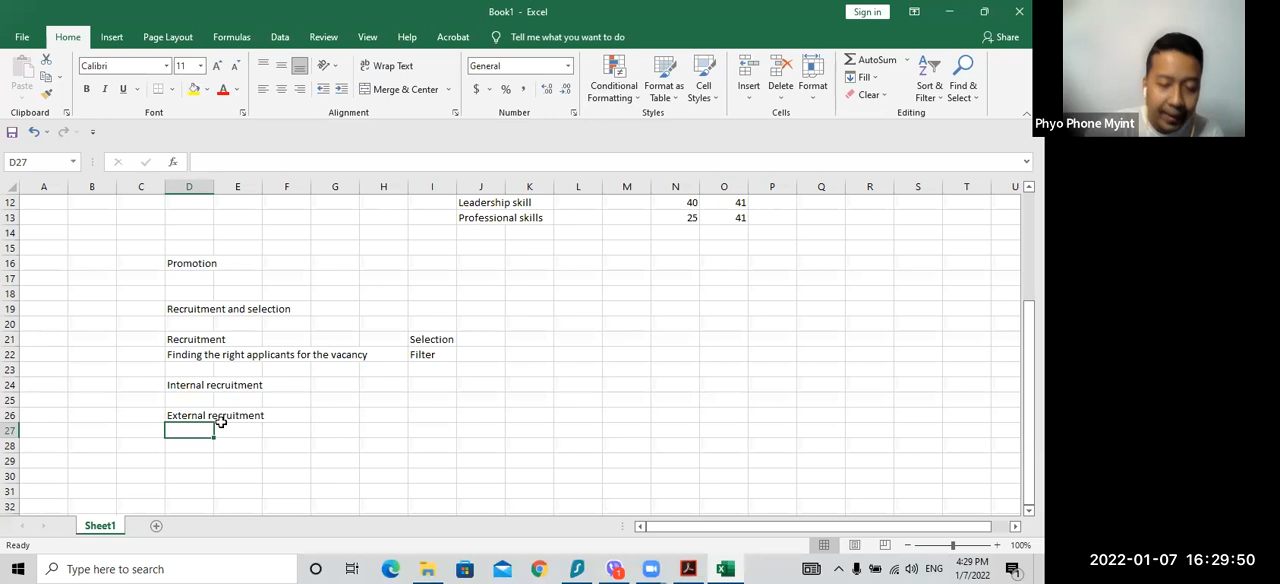 Book1 - Excel
Sign in
File Home Insert Page Layout Formulas Data Review View Help Acrobat Tell me what you want to do
Share
Calibri 11
Wrap Text
General
AutoSum
Paste
Fill
B I U
Merge & Center
$ % ,
Clear
Conditional Formatting
Format as Table
Cell Styles
Insert Delete Format
Sort & Filter
Find & Select
Clipboard Font Alignment Number Styles Cells Editing
Phyo Phone Myint
D27
fx
A B C D E F G H I J K L M N O P Q R S T U
12 Leadership skill 40 41
13 Professional skills 25 41
14
15
16 Promotion
17
18
19 Recruitment and selection
20
21 Recruitment Selection
22 Finding the right applicants for the vacancy Filter
23
24 Internal recruitment
25
26 External recruitment
27
28
29
30
31
32
Sheet1
Ready
100%
Type here to search
ENG
4:29 PM
1/7/2022
2022-01-07 16:29:50